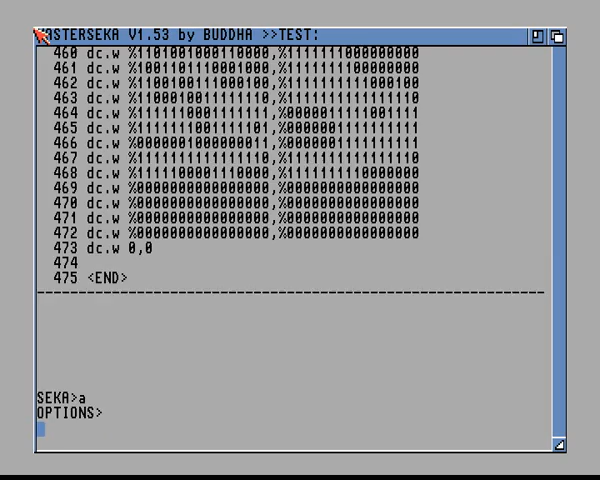 STERSEKA V1.53 by BUDDHA >>TEST:
460 dc.w %1101001000110000,%1111111000000000
461 dc.w %1001101110001000,%1111111100000000
462 dc.w %1100100111000100,%1111111111000100
463 dc.w %1100010011111110,%1111111111111110
464 dc.w %1111110001111111,%0000011111001111
465 dc.w %1111111001111101,%0000001111111111
466 dc.w %0000001000000011,%0000001111111111
467 dc.w %1111111111111110,%1111111111111110
468 dc.w %1111100001110000,%1111111110000000
469 dc.w %0000000000000000,%0000000000000000
470 dc.w %0000000000000000,%0000000000000000
471 dc.w %0000000000000000,%0000000000000000
472 dc.w %0000000000000000,%0000000000000000
473 dc.w 0,0
474
475 <END>
SEKA>a
OPTIONS>